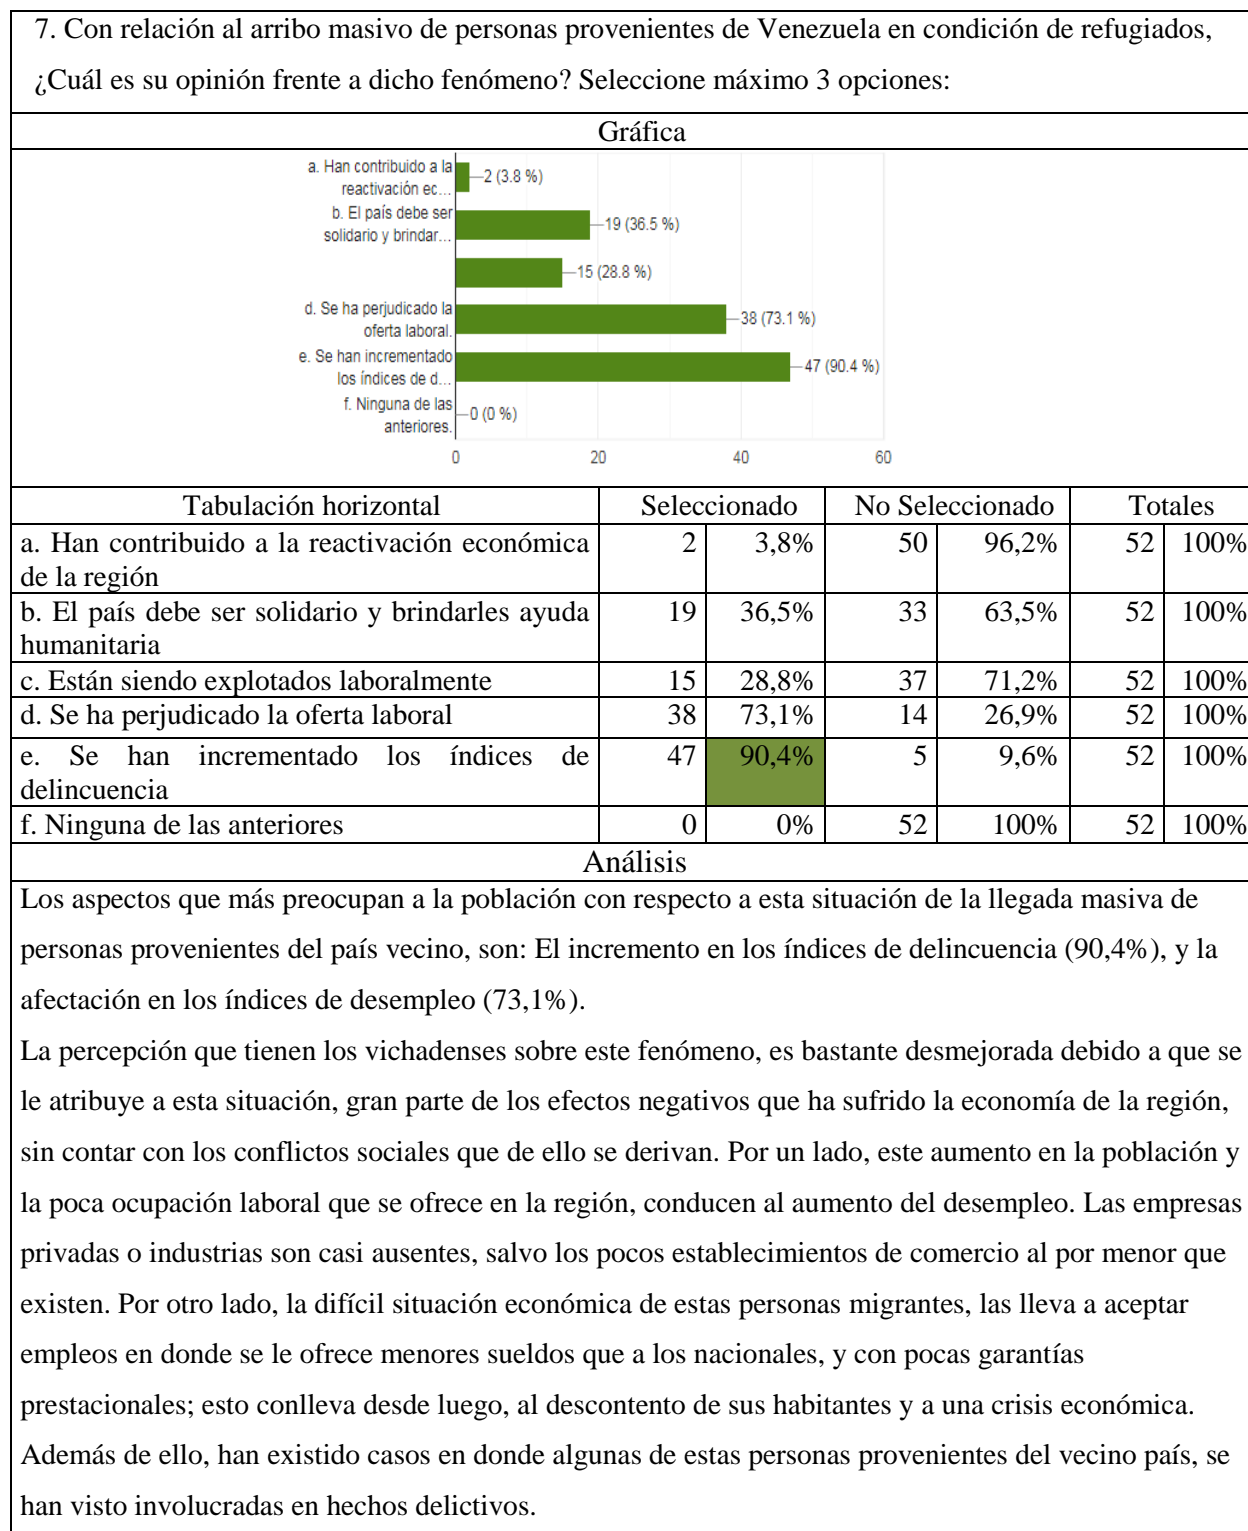 7. Con relación al arribo masivo de personas provenientes de Venezuela en condición de refugiados,
¿Cuál es su opinión frente a dicho fenómeno? Seleccione máximo 3 opciones:
Gráfica
a. Han contribuido a la
reactivación ec...
2 (3.8 %)
b. El país debe ser
solidario y brindar...
19 (36.5 %)
15 (28.8 %)
d. Se ha perjudicado la
oferta laboral.
38 (73.1 %)
e. Se han incrementado
los índices de d...
47 (90.4 %)
f. Ninguna de las
anteriores.
0 (0 %)
0 20 40 60
Tabulación horizontal Seleccionado No Seleccionado Totales
a. Han contribuido a la reactivación económica 2 3,8% 50 96,2% 52 100%
de la región
b. El país debe ser solidario y brindarles ayuda 19 36,5% 33 63,5% 52 100%
humanitaria
c. Están siendo explotados laboralmente 15 28,8% 37 71,2% 52 100%
d. Se ha perjudicado la oferta laboral 38 73,1% 14 26,9% 52 100%
e. Se han incrementado los índices de 47 90,4% 5 9,6% 52 100%
delincuencia
f. Ninguna de las anteriores 0 0% 52 100% 52 100%
Análisis
Los aspectos que más preocupan a la población con respecto a esta situación de la llegada masiva de
personas provenientes del país vecino, son: El incremento en los índices de delincuencia (90,4%), y la
afectación en los índices de desempleo (73,1%).
La percepción que tienen los vichadenses sobre este fenómeno, es bastante desmejorada debido a que se
le atribuye a esta situación, gran parte de los efectos negativos que ha sufrido la economía de la región,
sin contar con los conflictos sociales que de ello se derivan. Por un lado, este aumento en la población y
la poca ocupación laboral que se ofrece en la región, conducen al aumento del desempleo. Las empresas
privadas o industrias son casi ausentes, salvo los pocos establecimientos de comercio al por menor que
existen. Por otro lado, la difícil situación económica de estas personas migrantes, las lleva a aceptar
empleos en donde se le ofrece menores sueldos que a los nacionales, y con pocas garantías
prestacionales; esto conlleva desde luego, al descontento de sus habitantes y a una crisis económica.
Además de ello, han existido casos en donde algunas de estas personas provenientes del vecino país, se
han visto involucradas en hechos delictivos.